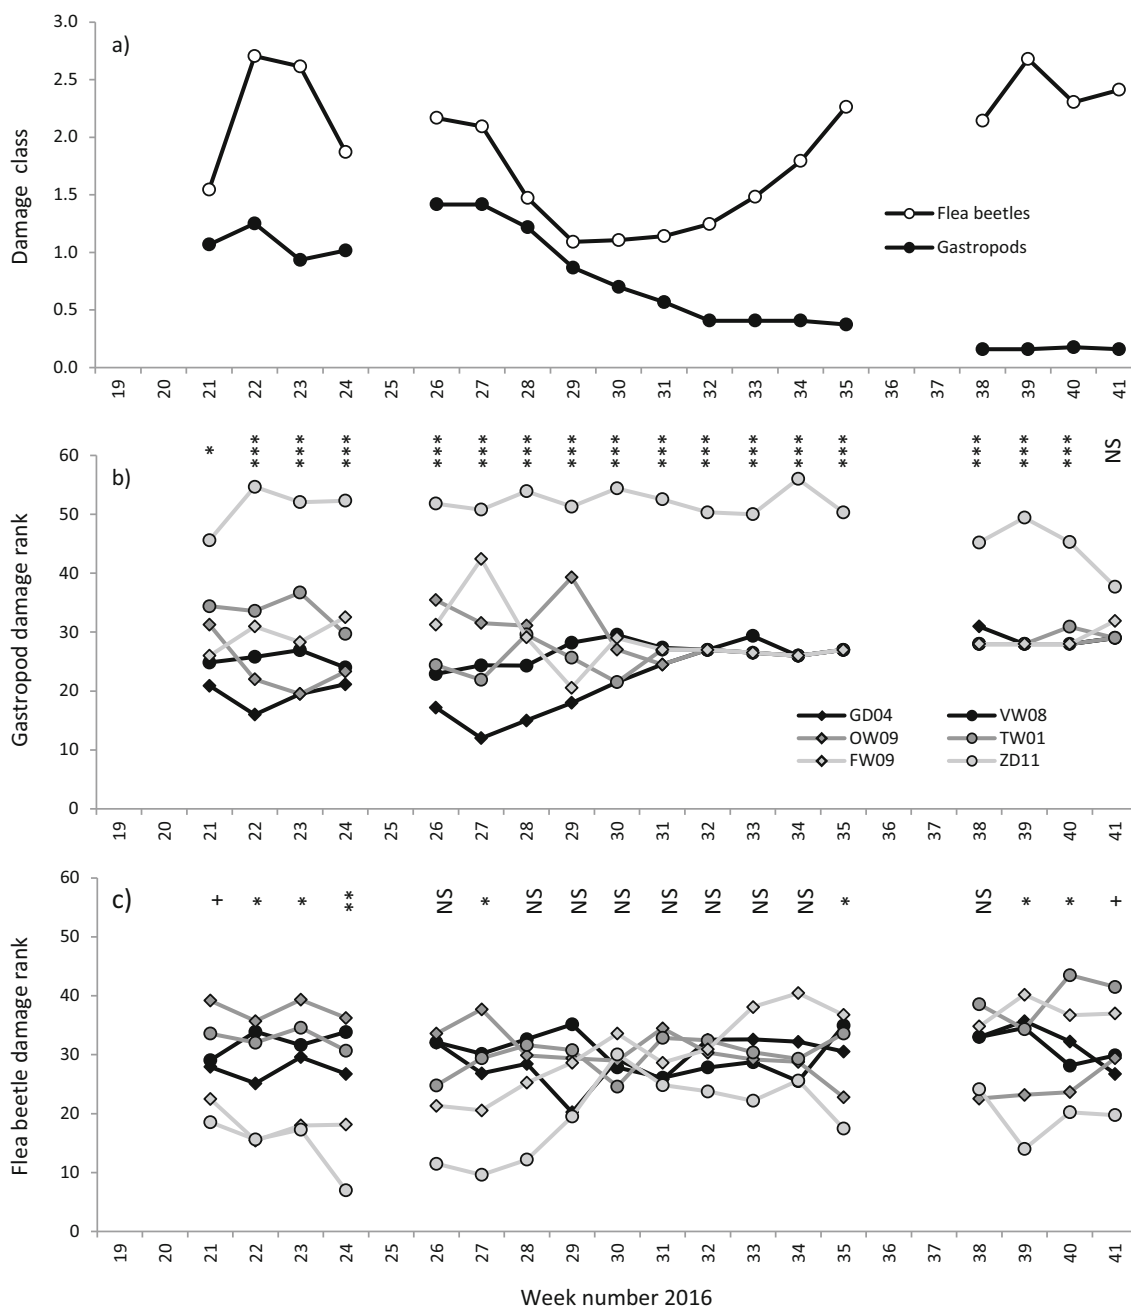 3.0
a)
2.5
2.0
1.5
1.0
0.5
0.0
Damage class
Flea beetles
Gastropods
19 20 21 22 23 24 25 26 27 28 29 30 31 32 33 34 35 36 37 38 39 40 41
* *** *** *** *** *** *** *** *** *** *** *** *** *** *** *** *** NS
60
b)
50
40
30
20
10
0
Gastropod damage rank
GD04 VW08
OW09 TW01
FW09 ZD11
19 20 21 22 23 24 25 26 27 28 29 30 31 32 33 34 35 36 37 38 39 40 41
60
c) + * * ** NS * NS NS NS NS NS NS NS * NS * * +
50
40
30
20
10
0
Flea beetle damage rank
19 20 21 22 23 24 25 26 27 28 29 30 31 32 33 34 35 36 37 38 39 40 41
Week number 2016